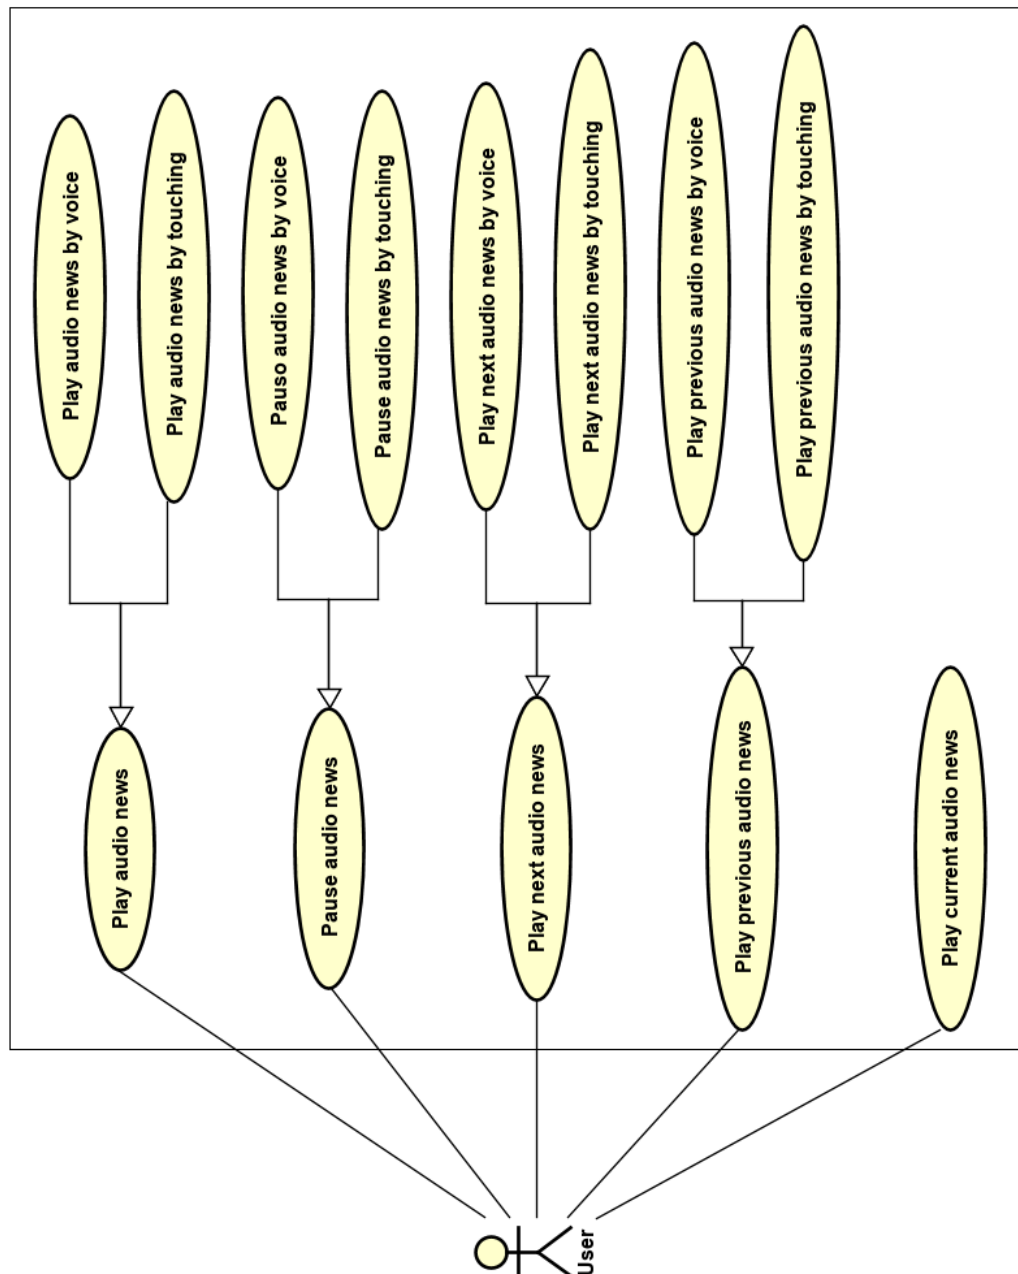 Play audio news by voice
Play audio news by touching
Pauso audio news by voice
Pause audio news by touching
Play next audio news by voice
Play next audio news by touching
Play previous audio news by voice
Play previous audio news by touching
Play audio news
Pause audio news
Play next audio news
Play previous audio news
Play current audio news
User